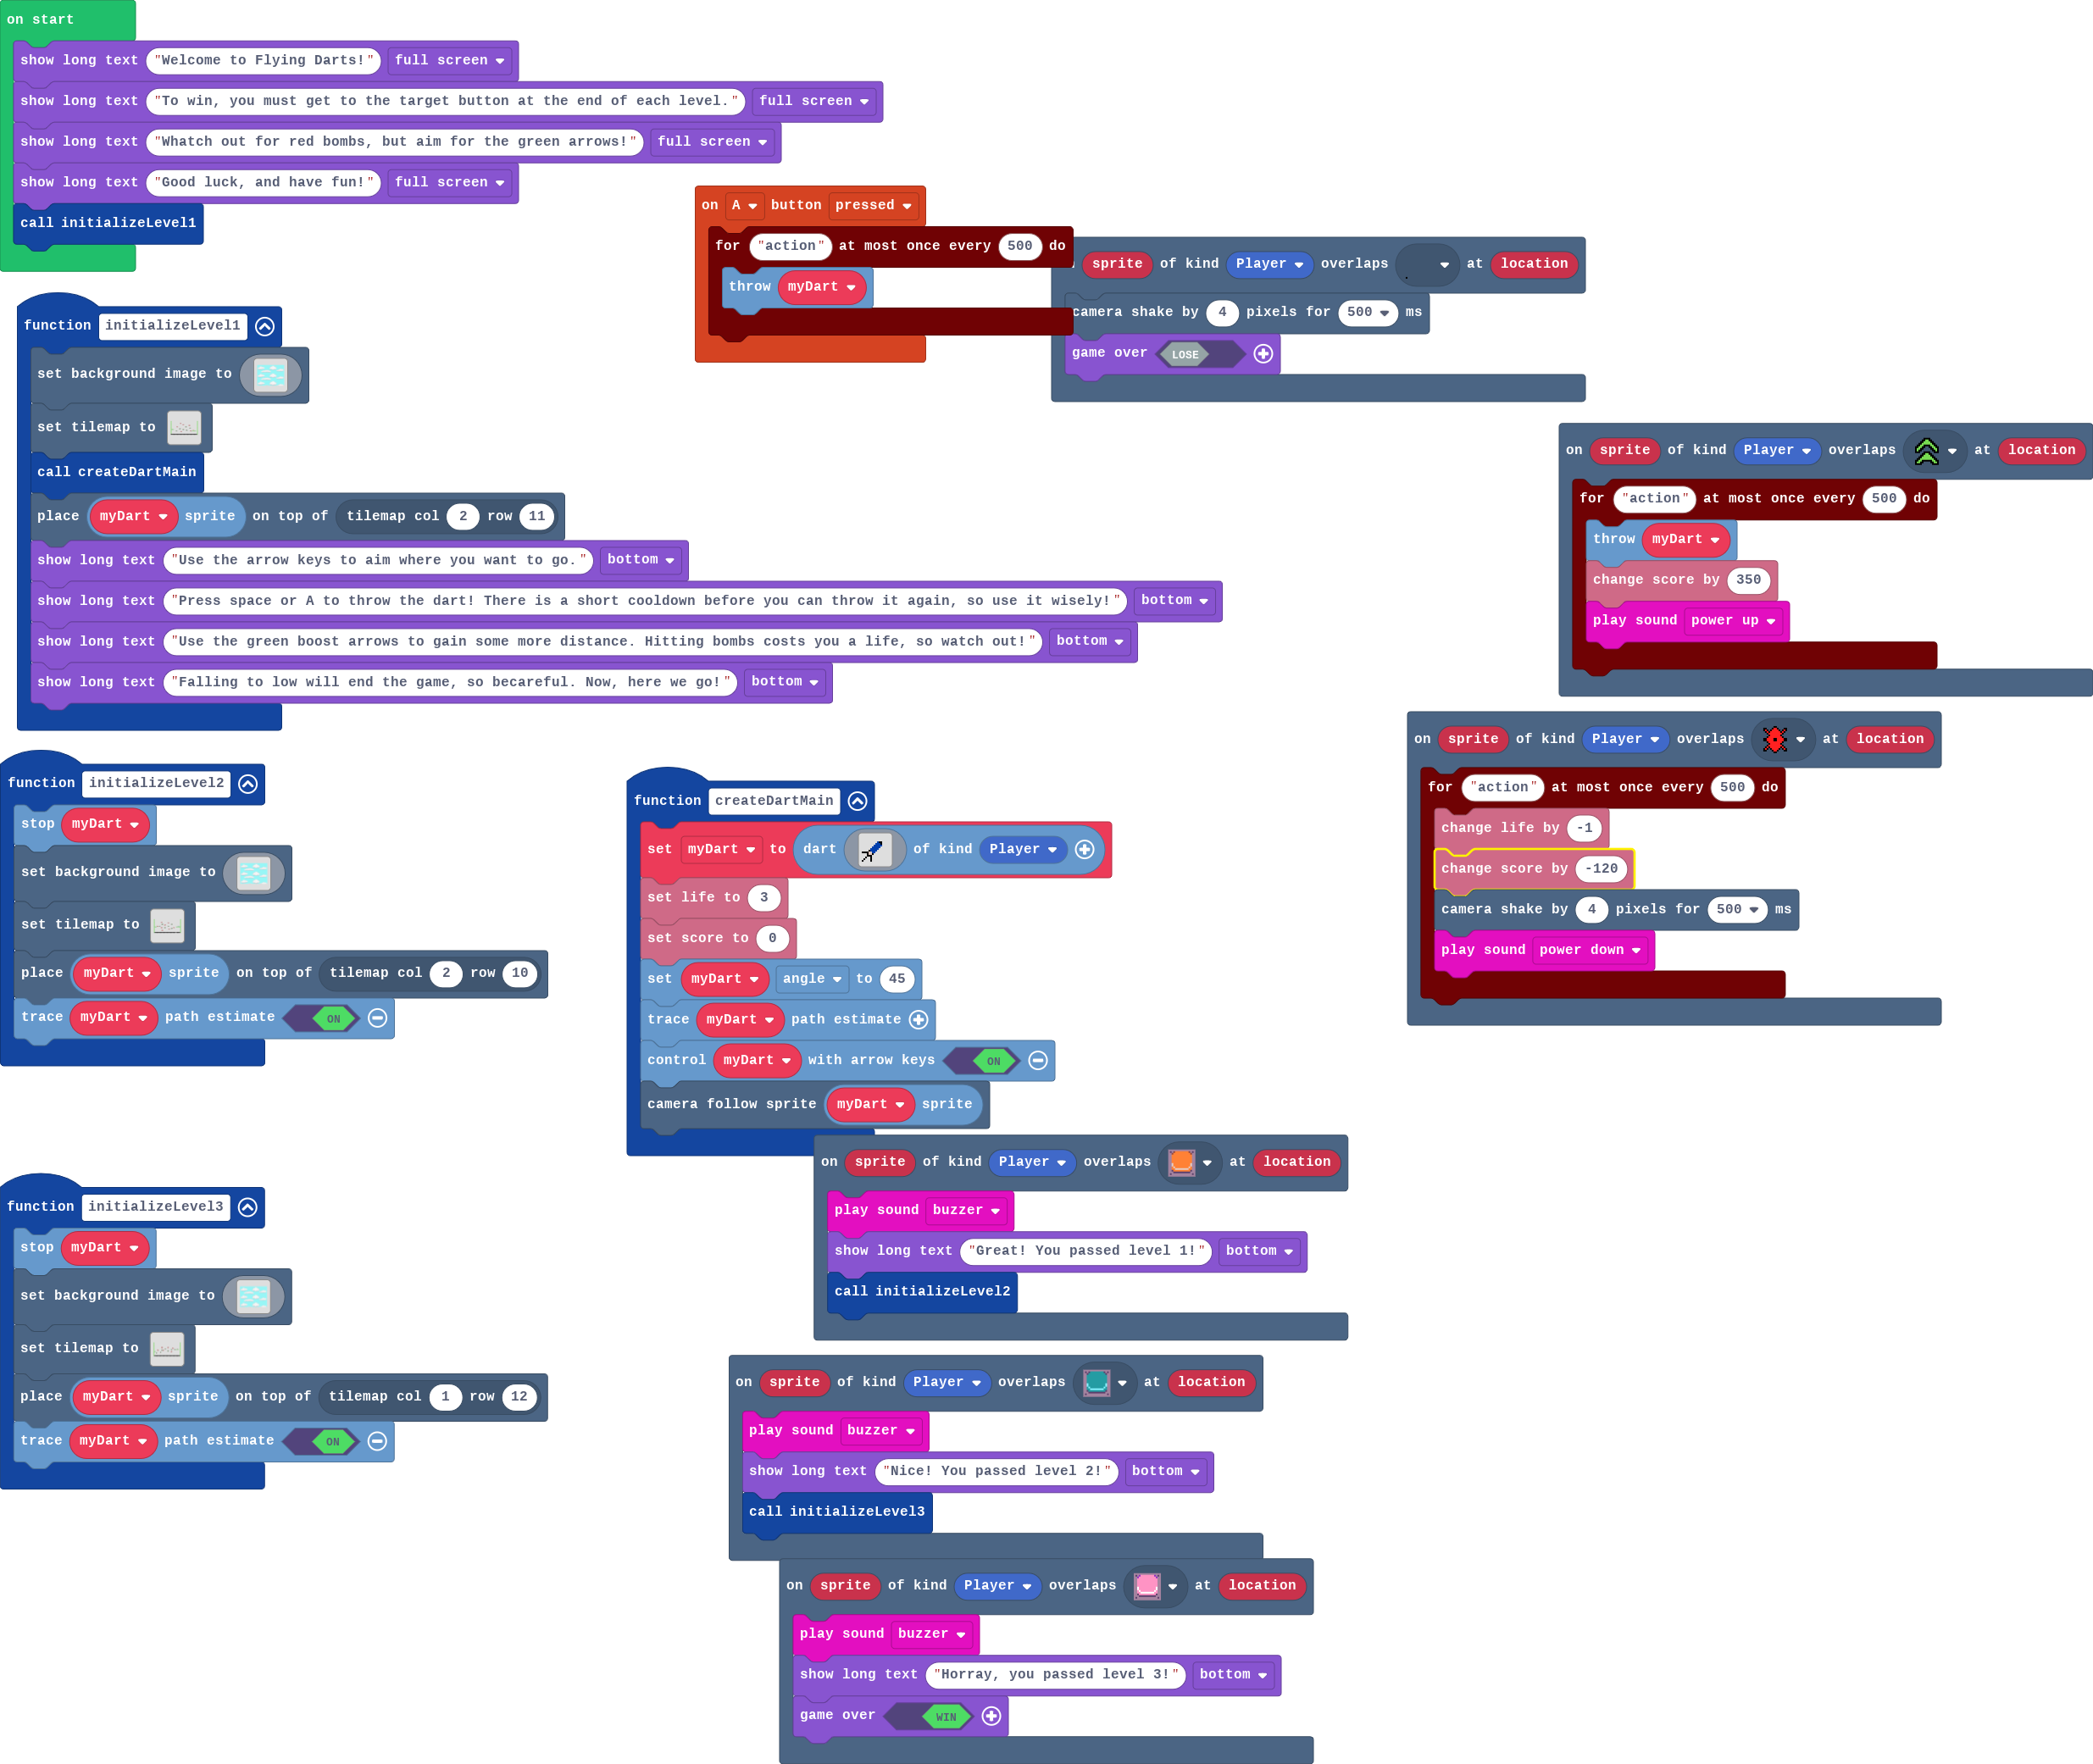 on start
show long text "Welcome to Flying Darts!" full screen
show long text "To win, you must get to the target button at the end of each level." full screen
show long text "Whatch out for red bombs, but aim for the green arrows!" full screen
show long text "Good luck, and have fun!" full screen
call initializeLevel1
on A button pressed
for "action" at most once every 500 do
throw myDart
sprite of kind Player overlaps at location
camera shake by 4 pixels for 500 ms
game over LOSE
function initializeLevel1
set background image to
set tilemap to
call createDartMain
place myDart sprite on top of tilemap col 2 row 11
show long text "Use the arrow keys to aim where you want to go." bottom
show long text "Press space or A to throw the dart! There is a short cooldown before you can throw it again, so use it wisely!" bottom
show long text "Use the green boost arrows to gain some more distance. Hitting bombs costs you a life, so watch out!" bottom
show long text "Falling to low will end the game, so becareful. Now, here we go!" bottom
on sprite of kind Player overlaps at location
for "action" at most once every 500 do
throw myDart
change score by 350
play sound power up
on sprite of kind Player overlaps at location
for "action" at most once every 500 do
change life by -1
change score by -120
camera shake by 4 pixels for 500 ms
play sound power down
function initializeLevel2
stop myDart
set background image to
set tilemap to
place myDart sprite on top of tilemap col 2 row 10
trace myDart path estimate ON
function createDartMain
set myDart to dart of kind Player
set life to 3
set score to 0
set myDart angle to 45
trace myDart path estimate
control myDart with arrow keys ON
camera follow sprite myDart sprite
on sprite of kind Player overlaps at location
play sound buzzer
show long text "Great! You passed level 1!" bottom
call initializeLevel2
function initializeLevel3
stop myDart
set background image to
set tilemap to
place myDart sprite on top of tilemap col 1 row 12
trace myDart path estimate ON
on sprite of kind Player overlaps at location
play sound buzzer
show long text "Nice! You passed level 2!" bottom
call initializeLevel3
on sprite of kind Player overlaps at location
play sound buzzer
show long text "Horray, you passed level 3!" bottom
game over WIN